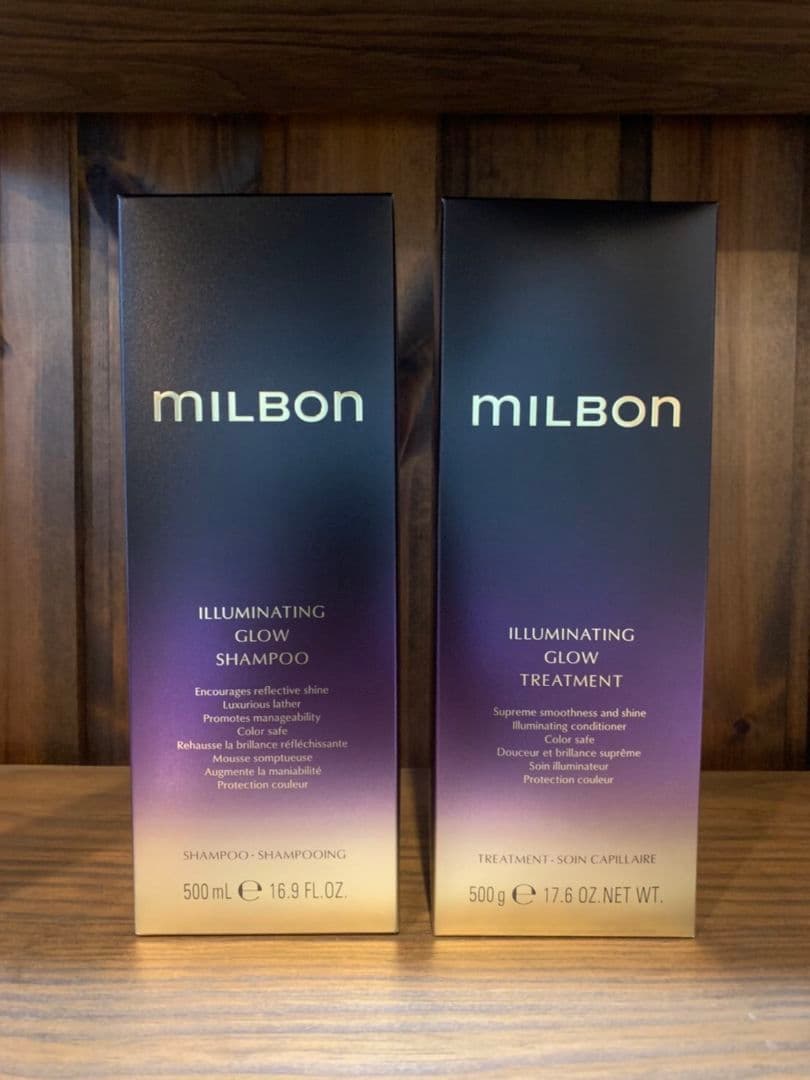 MILBON
ILLUMINATING
GLOW
SHAMPOO
Encourages reflective shine
Luxurious lather
Promotes manageability
Color safe
Rehausse la brillance réfléchissante
Mousse somptueuse
Augmente la maniabilité
Protection couleur
SHAMPOO · SHAMPOOING
500 mL ℮ 16.9 FL.OZ.
MILBON
ILLUMINATING
GLOW
TREATMENT
Supreme smoothness and shine
Illuminating conditioner
Color safe
Douceur et brillance suprême
Soin illuminateur
Protection couleur
TREATMENT · SOIN CAPILLAIRE
500 g ℮ 17.6 OZ.NET WT.